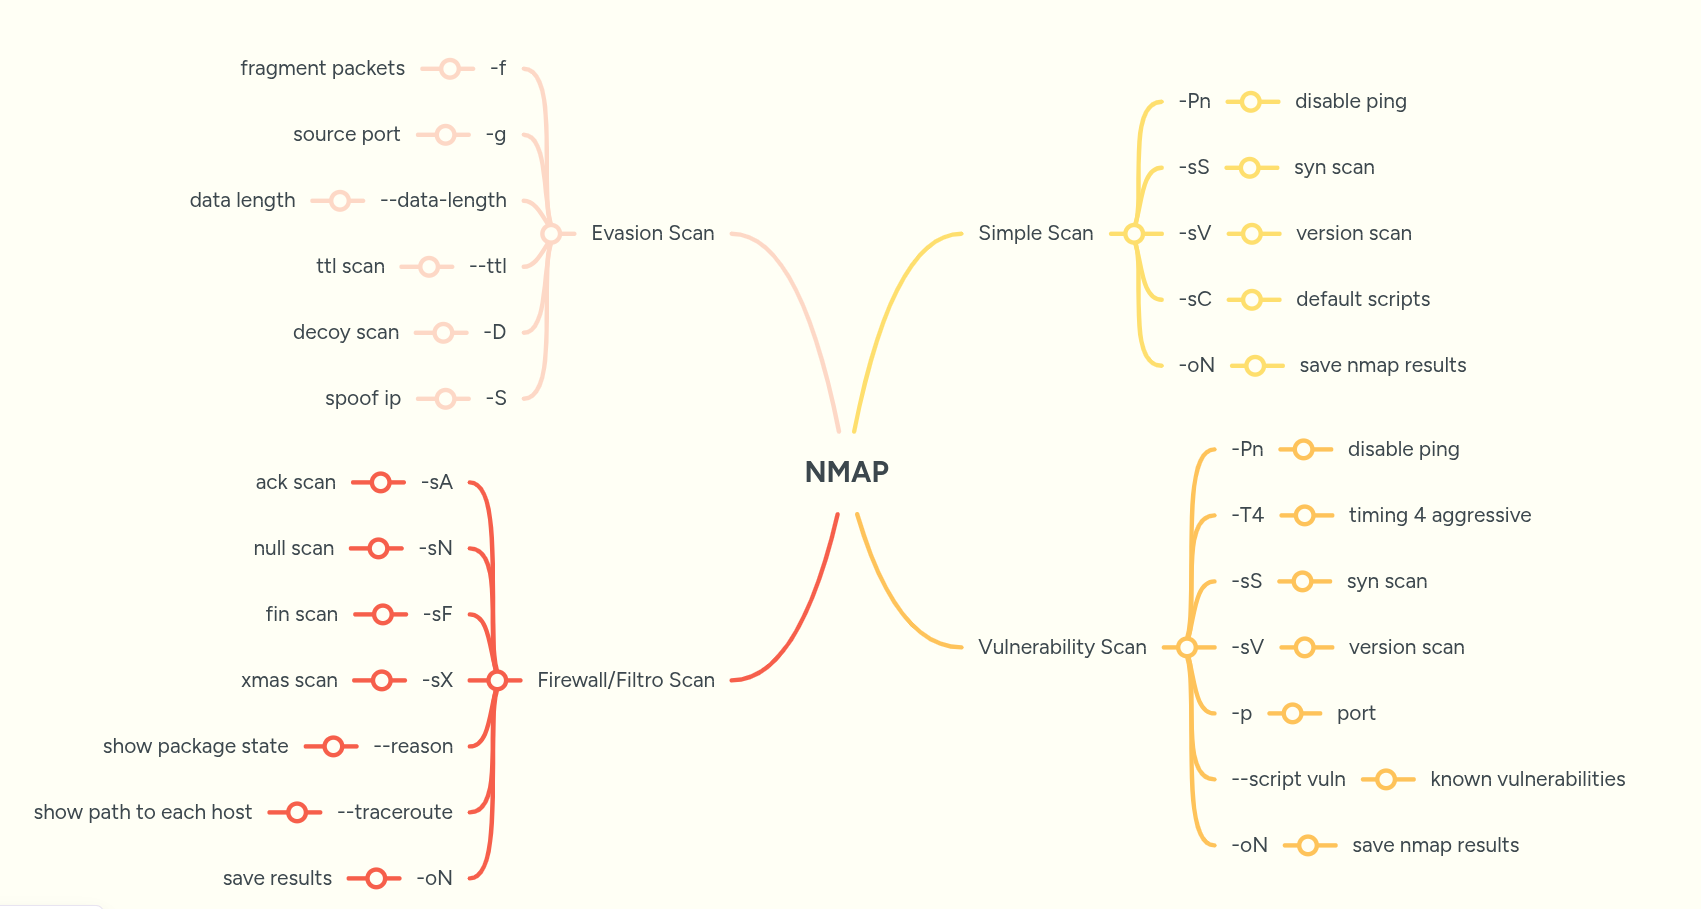 NMAP
Evasion Scan
-f fragment packets
-g source port
--data-length data length
--ttl ttl scan
-D decoy scan
-S spoof ip
Simple Scan
-Pn disable ping
-sS syn scan
-sV version scan
-sC default scripts
-oN save nmap results
Firewall/Filtro Scan
-sA ack scan
-sN null scan
-sF fin scan
-sX xmas scan
--reason show package state
--traceroute show path to each host
-oN save results
Vulnerability Scan
-Pn disable ping
-T4 timing 4 aggressive
-sS syn scan
-sV version scan
-p port
--script vuln known vulnerabilities
-oN save nmap results